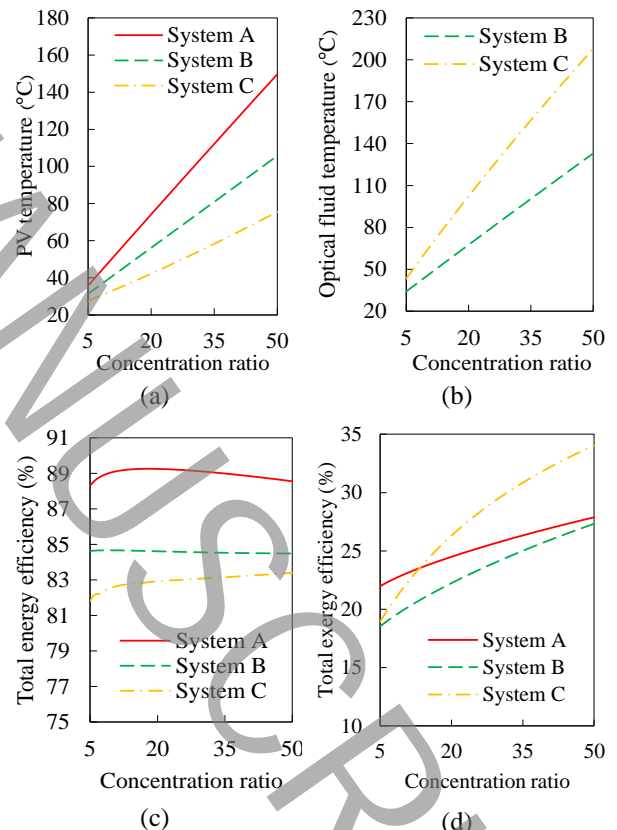 PV temperature (℃)
180
160
140
120
100
80
60
40
20
System A
System B
System C
5 20 35 50
Concentration ratio
(a)
Optical fluid temperature (℃)
230
200
170
140
110
80
50
20
System B
System C
5 20 35 50
Concentration ratio
(b)
Total energy efficiency (%)
91
89
87
85
83
81
79
77
75
System A
System B
System C
5 20 35 50
Concentration ratio
(c)
Total exergy efficiency (%)
35
30
25
20
15
10
System A
System B
System C
5 20 35 50
Concentration ratio
(d)